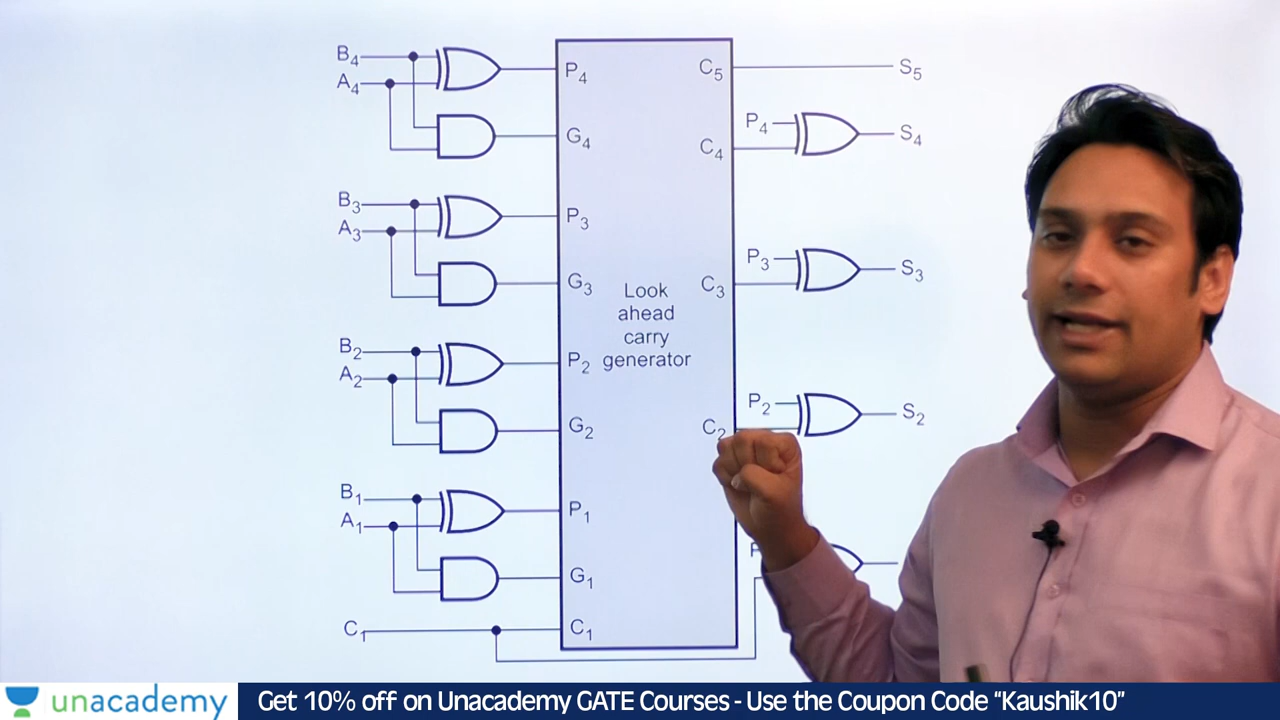 B4
A4
P4
G4
B3
A3
P3
G3
B2
A2
P2
G2
B1
A1
P1
G1
C1
C1
Look
ahead
carry
generator
C5
S5
P4
C4
S4
P3
C3
S3
P2
C2
S2
unacademy
Get 10% off on Unacademy GATE Courses - Use the Coupon Code “Kaushik10”